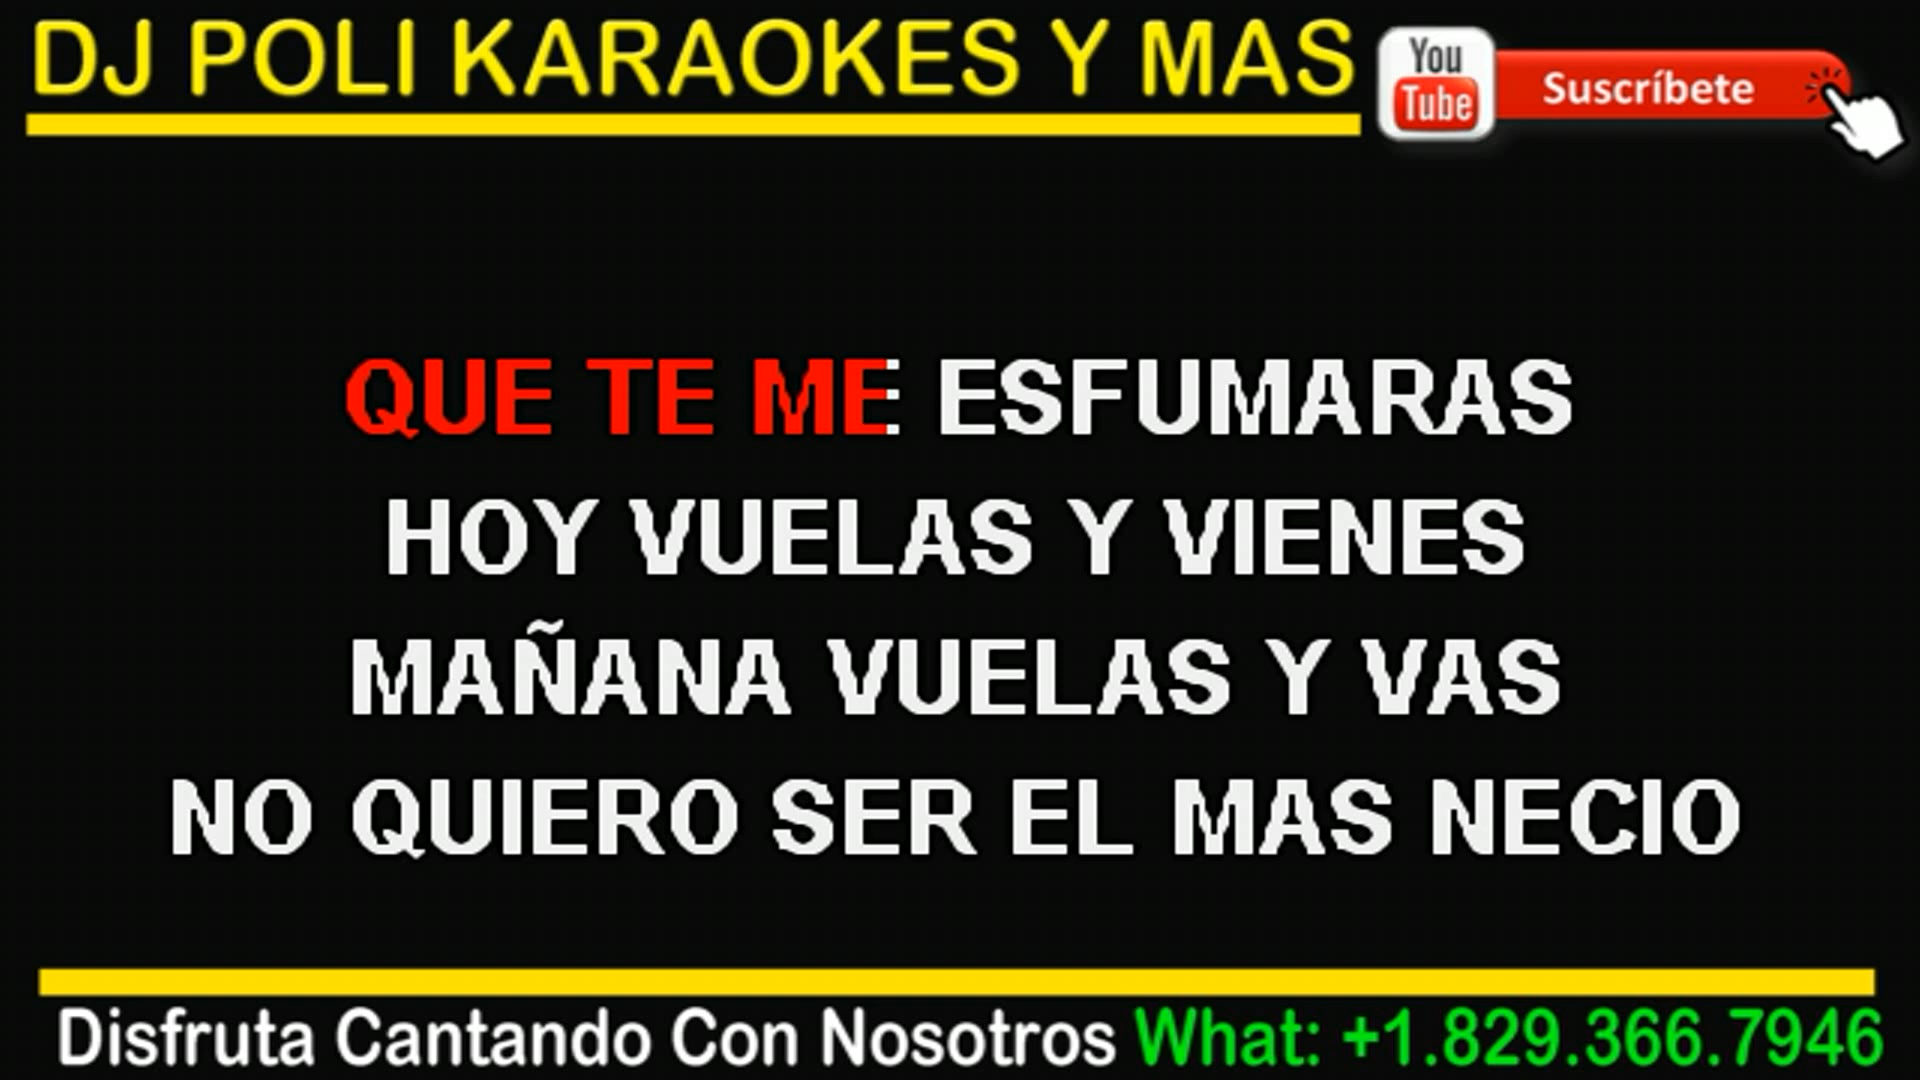 DJ POLI KARAOKES Y MAS
You
Tube
Suscríbete
QUE TE ME ESFUMARAS
HOY VUELAS Y VIENES
MAÑANA VUELAS Y VAS
NO QUIERO SER EL MAS NECIO
Disfruta Cantando Con Nosotros What: +1.829.366.7946